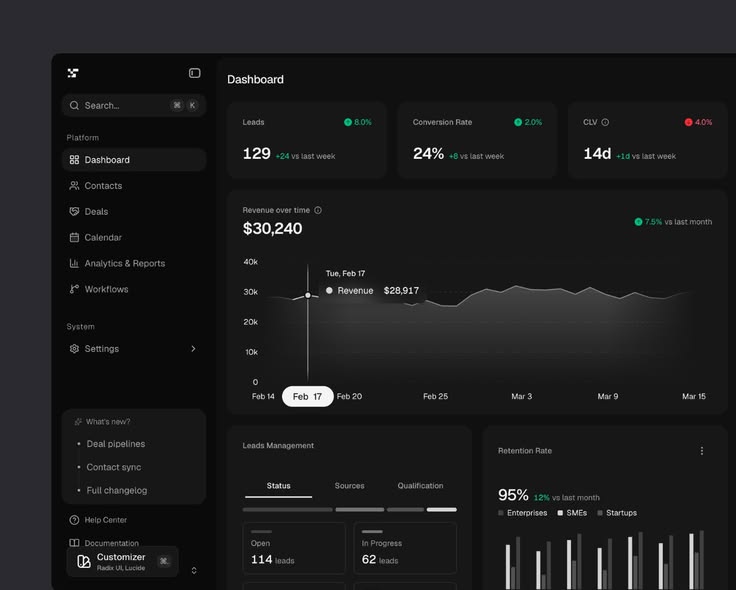 Search...
⌘ K
Platform
Dashboard
Contacts
Deals
Calendar
Analytics & Reports
Workflows
System
Settings
What's new?
Deal pipelines
Contact sync
Full changelog
Help Center
Documentation
Customizer
Radix UI, Lucide
Dashboard
Leads
8.0%
129 +24 vs last week
Conversion Rate
2.0%
24% +8 vs last week
CLV
4.0%
14d +1d vs last week
Revenue over time
$30,240
7.5% vs last month
40k
30k
20k
10k
0
Tue, Feb 17
Revenue $28,917
Feb 14 Feb 17 Feb 20 Feb 25 Mar 3 Mar 9 Mar 15
Leads Management
Status Sources Qualification
Open
114 leads
In Progress
62 leads
Retention Rate
95% 12% vs last month
Enterprises SMEs Startups